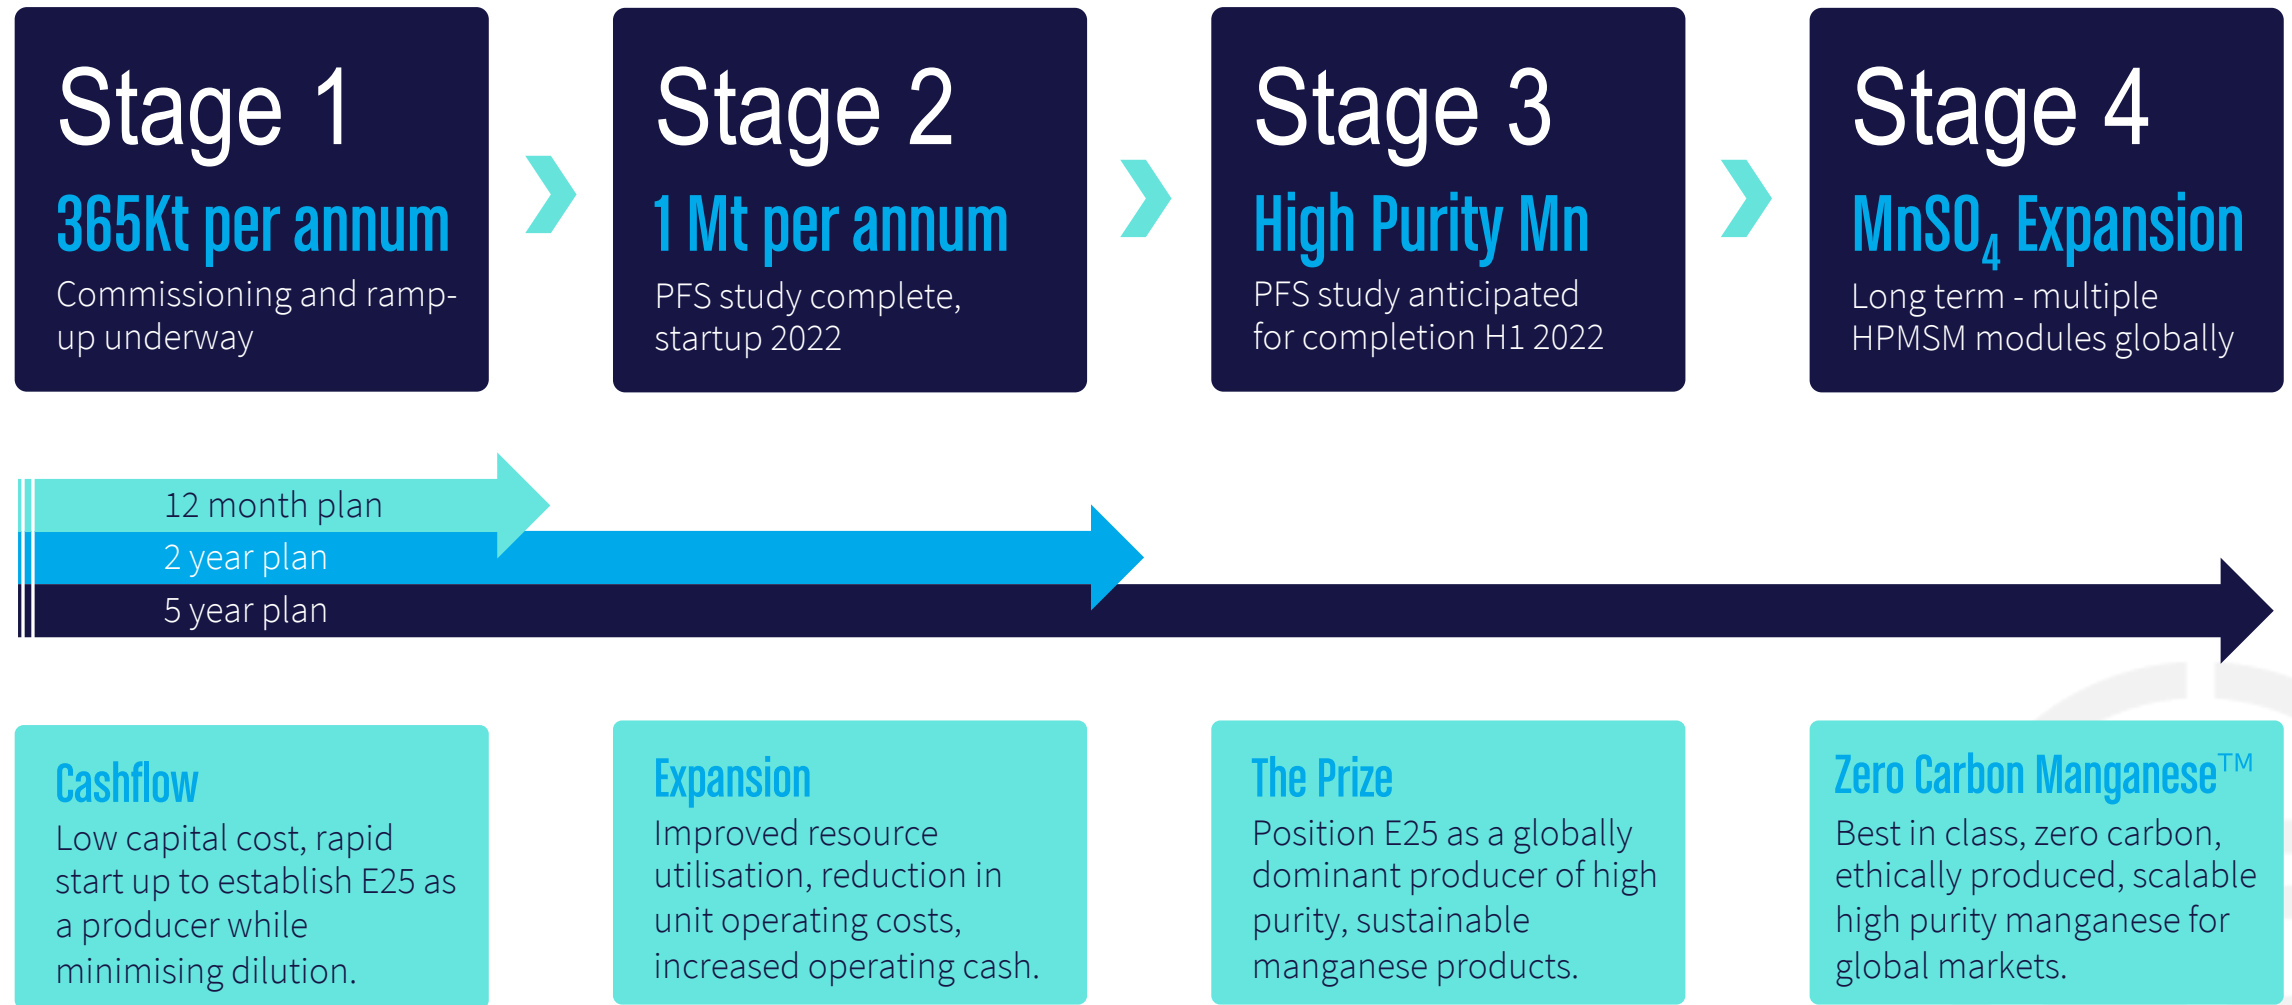 Stage 1
365Kt per annum
Commissioning and ramp-
up underway
Stage 2
1 Mt per annum
PFS study complete,
startup 2022
Stage 3
High Purity Mn
PFS study anticipated
for completion H1 2022
Stage 4
MnSO₄ Expansion
Long term - multiple
HPMSM modules globally
12 month plan
2 year plan
5 year plan
Cashflow
Low capital cost, rapid
start up to establish E25 as
a producer while
minimising dilution.
Expansion
Improved resource
utilisation, reduction in
unit operating costs,
increased operating cash.
The Prize
Position E25 as a globally
dominant producer of high
purity, sustainable
manganese products.
Zero Carbon Manganese™
Best in class, zero carbon,
ethically produced, scalable
high purity manganese for
global markets.